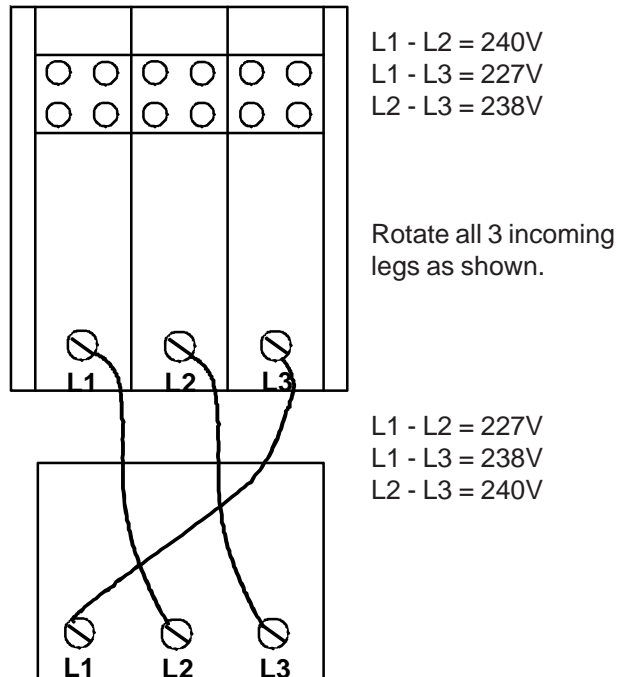 L1 - L2 = 240V
L1 - L3 = 227V
L2 - L3 = 238V
Rotate all 3 incoming
legs as shown.
L1 L2 L3
L1 - L2 = 227V
L1 - L3 = 238V
L2 - L3 = 240V
L1 L2 L3